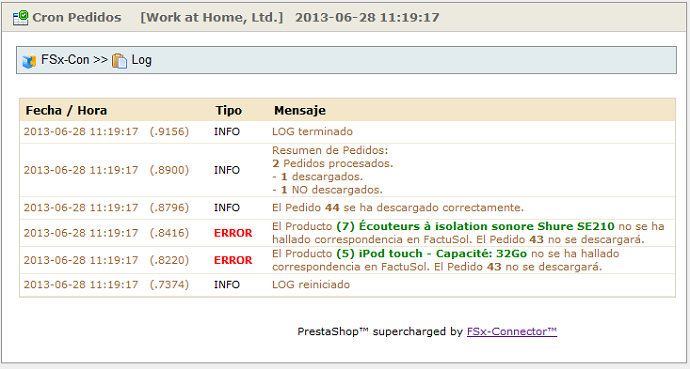 Cron Pedidos [Work at Home, Ltd.] 2013-06-28 11:19:17
FSx-Con >> Log
Fecha / Hora Tipo Mensaje
2013-06-28 11:19:17 (.9156) INFO LOG terminado
Resumen de Pedidos:
2 Pedidos procesados.
2013-06-28 11:19:17 (.8900) INFO
- 1 descargados.
- 1 NO descargados.
2013-06-28 11:19:17 (.8796) INFO El Pedido 44 se ha descargado correctamente.
2013-06-28 11:19:17 (.8416) ERROR El Producto (7) Écouteurs à isolation sonore Shure SE210 no se ha
hallado correspondencia en FactuSol. El Pedido 43 no se descargará.
2013-06-28 11:19:17 (.8220) ERROR El Producto (5) iPod touch - Capacité: 32Go no se ha hallado
correspondencia en FactuSol. El Pedido 43 no se descargará.
2013-06-28 11:19:17 (.7374) INFO LOG reiniciado
PrestaShop™ supercharged by FSx-Connector™